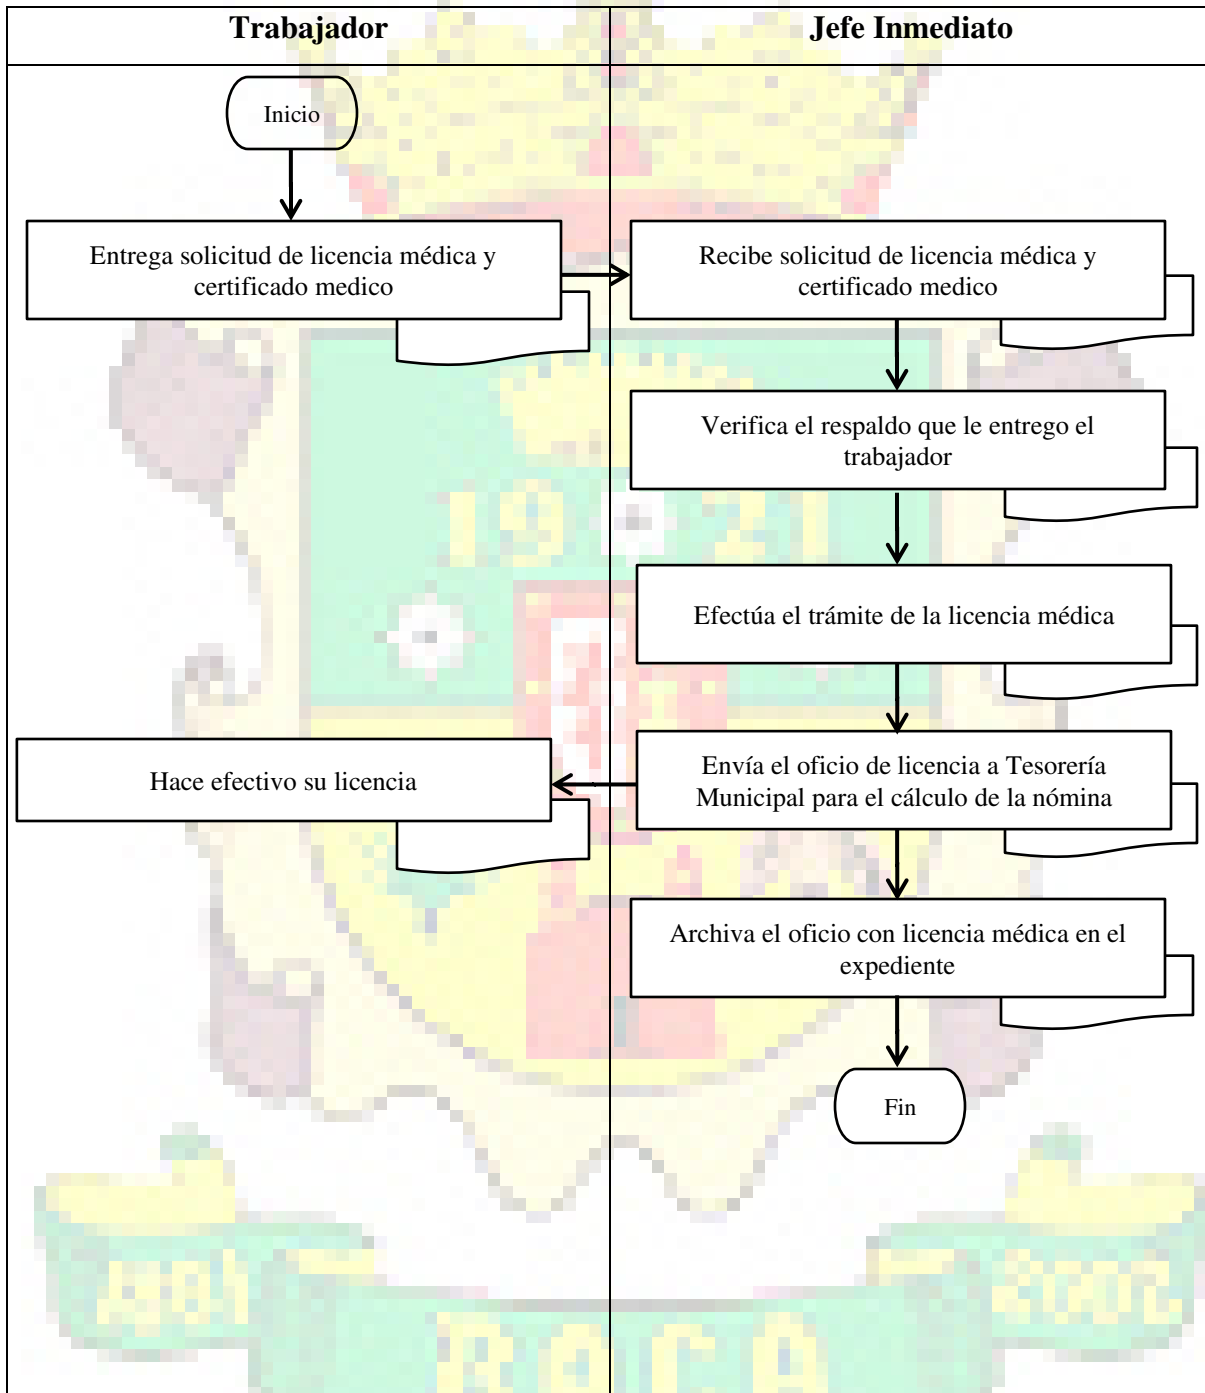 Trabajador
Jefe Inmediato
Inicio
Entrega solicitud de licencia médica y
certificado medico
Recibe solicitud de licencia médica y
certificado medico
Verifica el respaldo que le entrego el
trabajador
19 21
Efectúa el trámite de la licencia médica
Hace efectivo su licencia
Envía el oficio de licencia a Tesorería
Municipal para el cálculo de la nómina
Archiva el oficio con licencia médica en el
expediente
Fin
BOCA